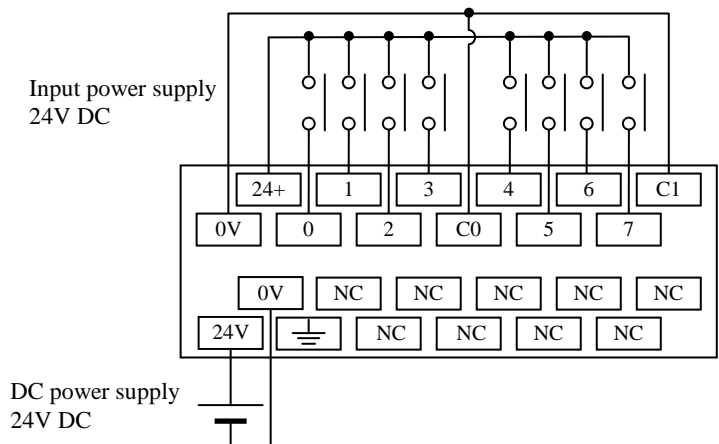 Input power supply
24V DC
24+ 1 3 4 6 C1
0V 0 2 C0 5 7
0V NC NC NC NC NC
24V NC NC NC NC
DC power supply
24V DC